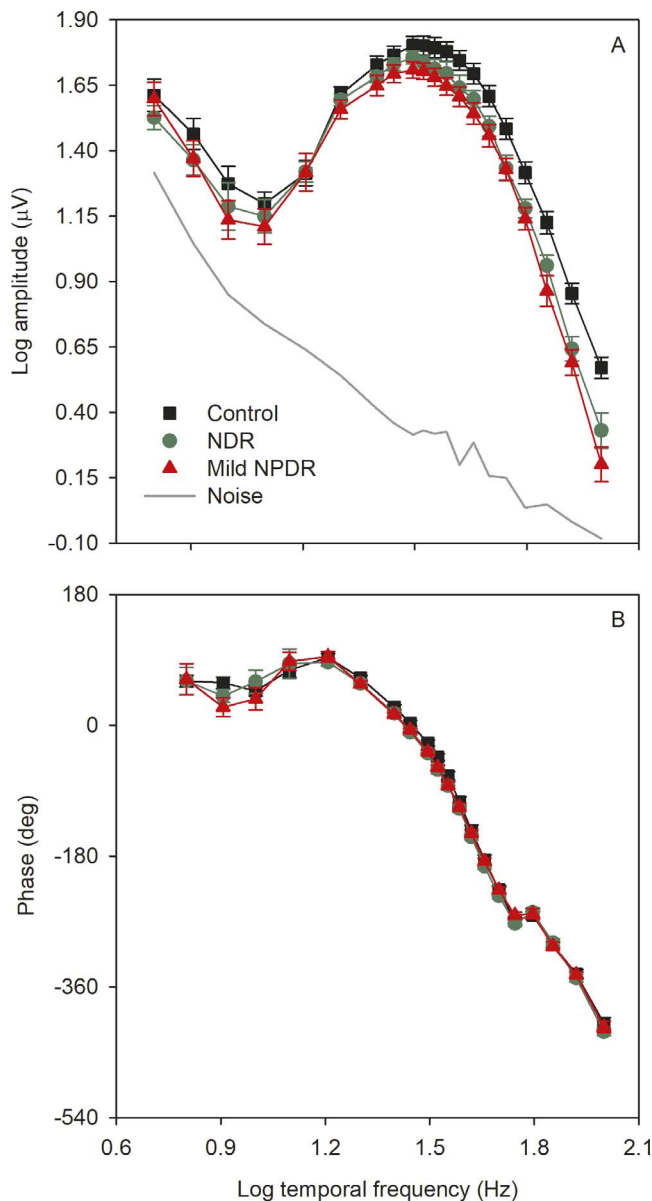 1.90
A
1.65
1.40
1.15
0.90
0.65
0.40
0.15
-0.10
Log amplitude (μV)
Control
NDR
Mild NPDR
Noise
180
B
0
-180
-360
-540
Phase (deg)
0.6 0.9 1.2 1.5 1.8 2.1
Log temporal frequency (Hz)